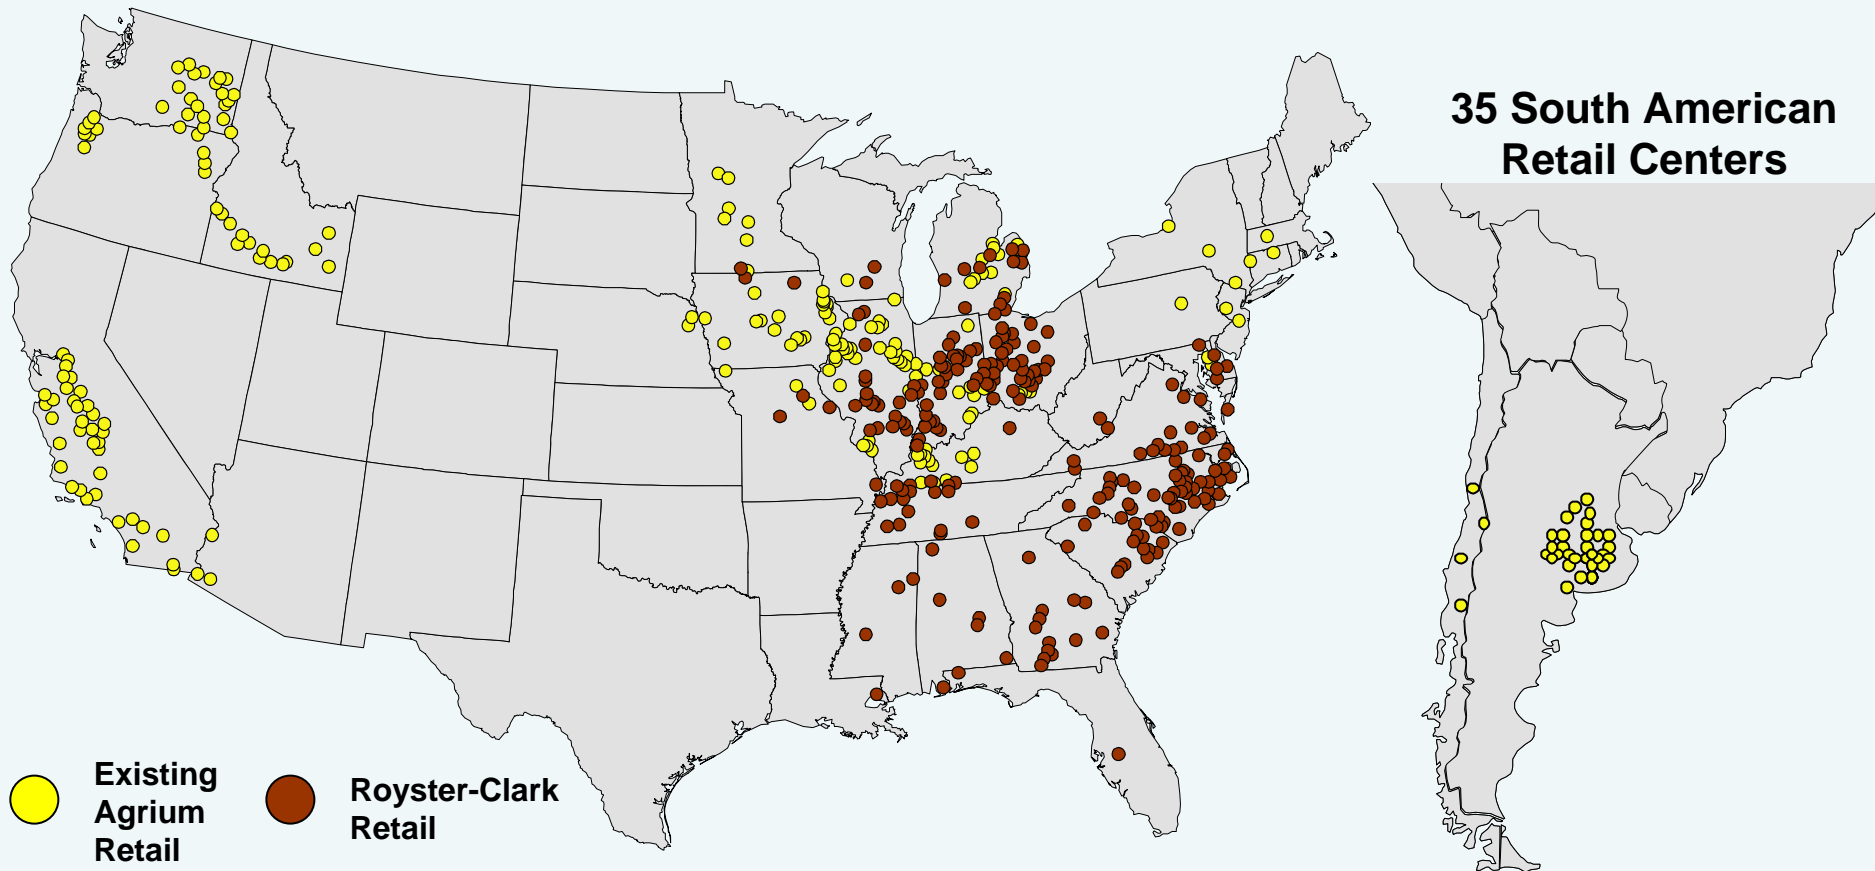 35 South American
Retail Centers
Existing
Agrium
Retail
Royster-Clark
Retail